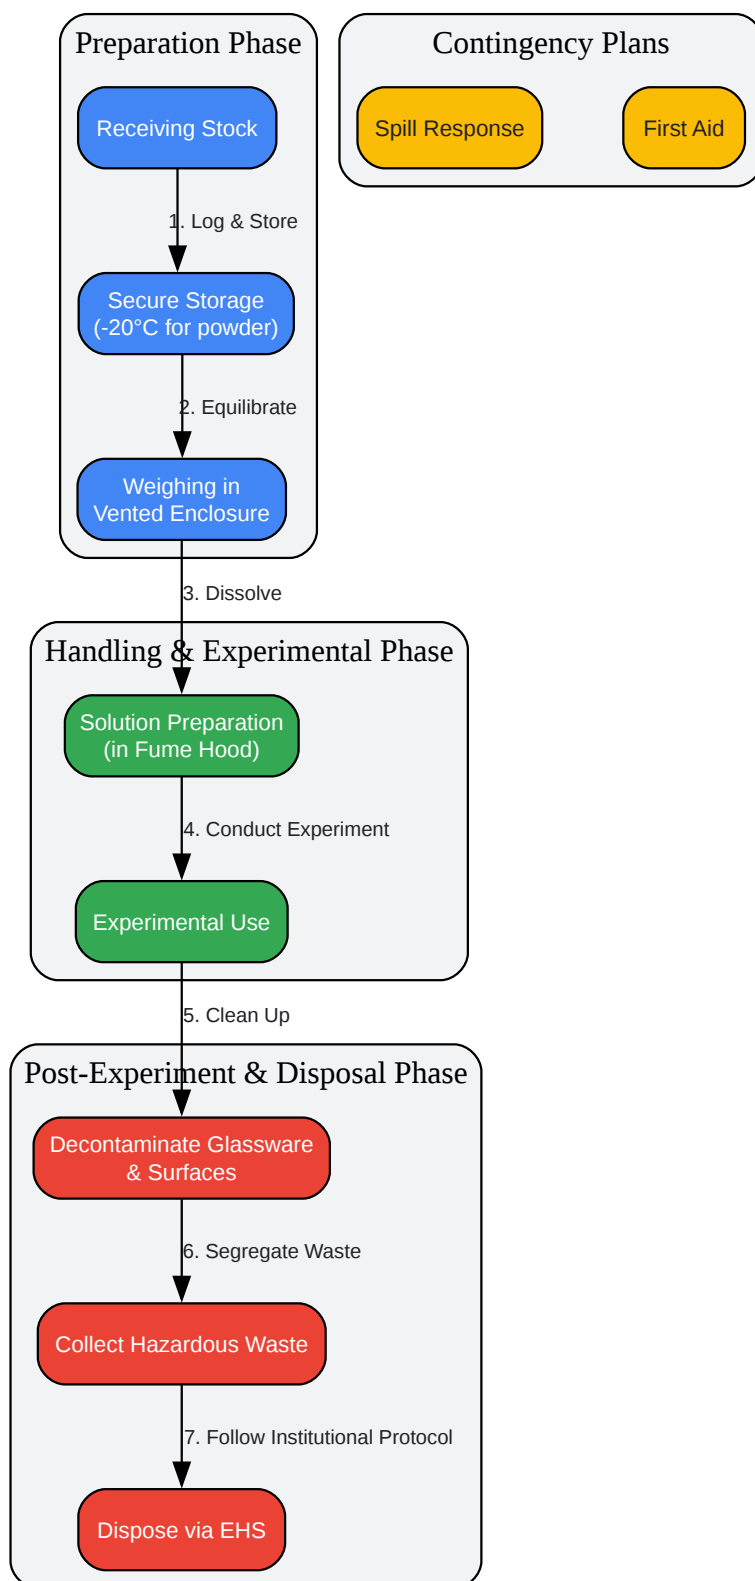 Preparation Phase
Receiving Stock
1. Log & Store
Secure Storage
(-20°C for powder)
2. Equilibrate
Weighing in
Vented Enclosure
3. Dissolve
Contingency Plans
Spill Response
First Aid
Handling & Experimental Phase
Solution Preparation
(in Fume Hood)
4. Conduct Experiment
Experimental Use
5. Clean Up
Post-Experiment & Disposal Phase
Decontaminate Glassware
& Surfaces
6. Segregate Waste
Collect Hazardous Waste
7. Follow Institutional Protocol
Dispose via EHS